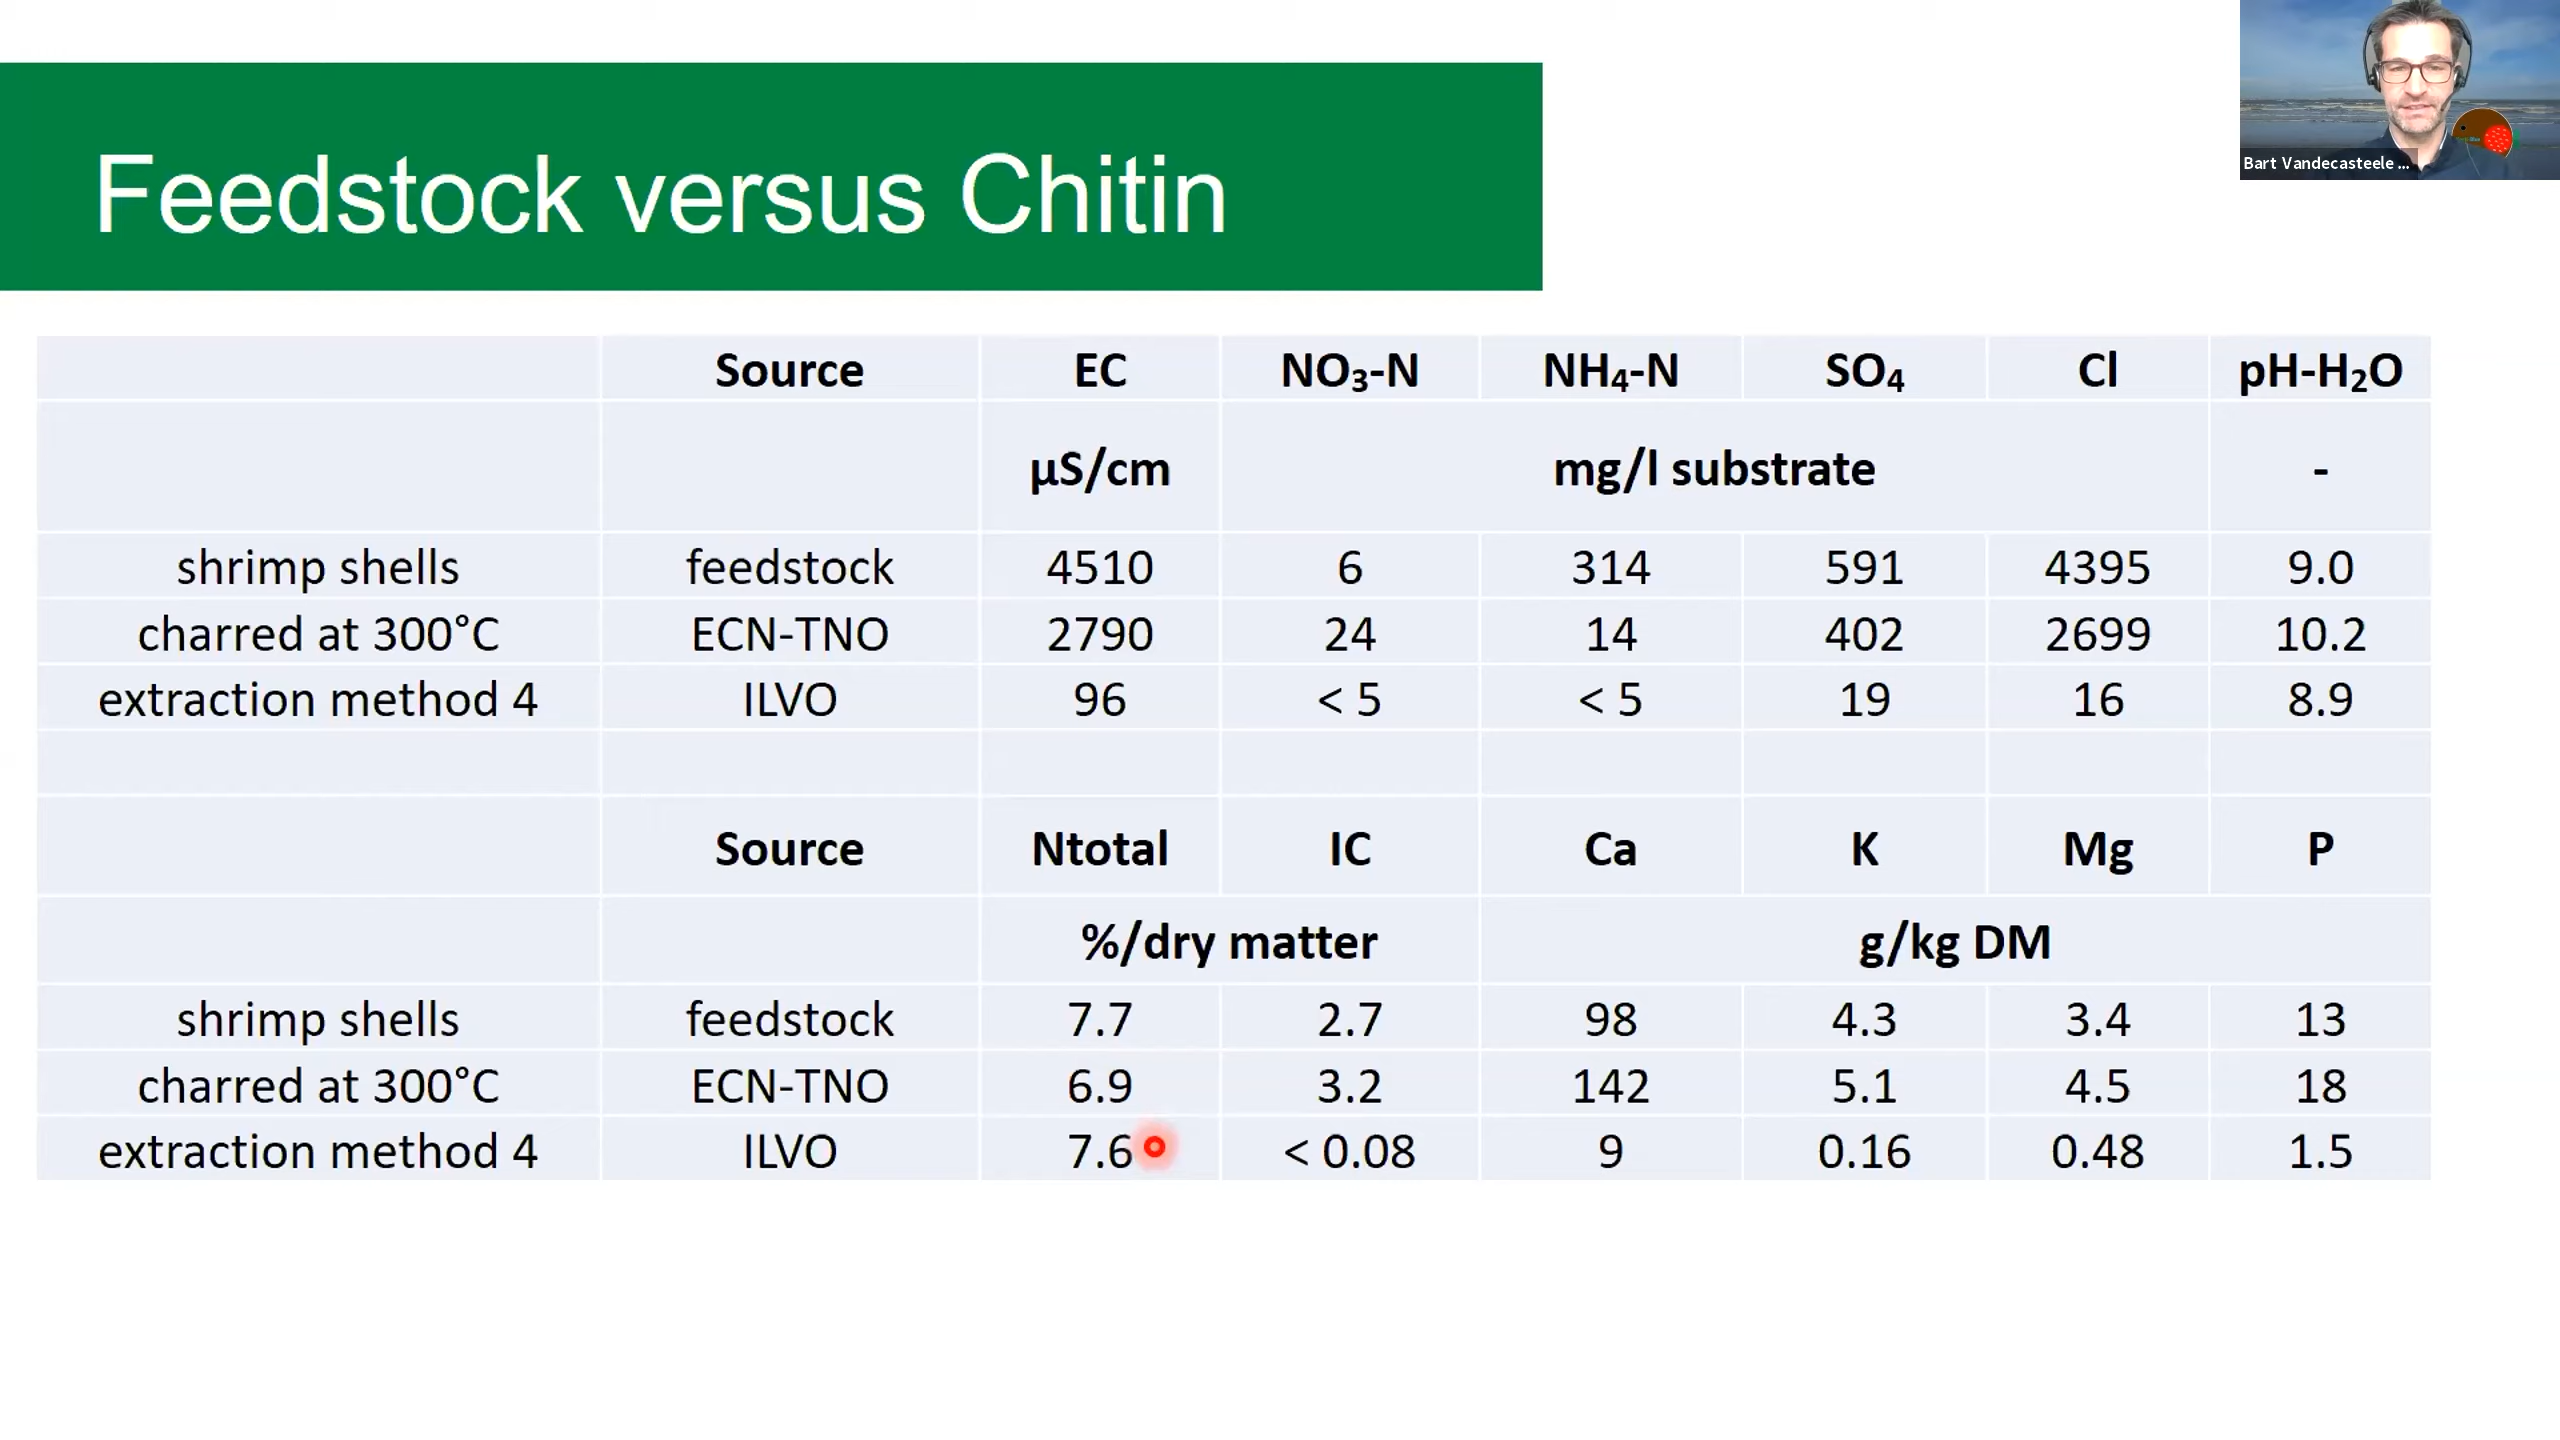 Bart Vandecasteele ...
Feedstock versus Chitin
Source EC NO₃-N NH₄-N SO₄ Cl pH-H₂O
µS/cm mg/l substrate -
shrimp shells feedstock 4510 6 314 591 4395 9.0
charred at 300°C ECN-TNO 2790 24 14 402 2699 10.2
extraction method 4 ILVO 96 < 5 < 5 19 16 8.9
Source Ntotal IC Ca K Mg P
%/dry matter g/kg DM
shrimp shells feedstock 7.7 2.7 98 4.3 3.4 13
charred at 300°C ECN-TNO 6.9 3.2 142 5.1 4.5 18
extraction method 4 ILVO 7.6 < 0.08 9 0.16 0.48 1.5